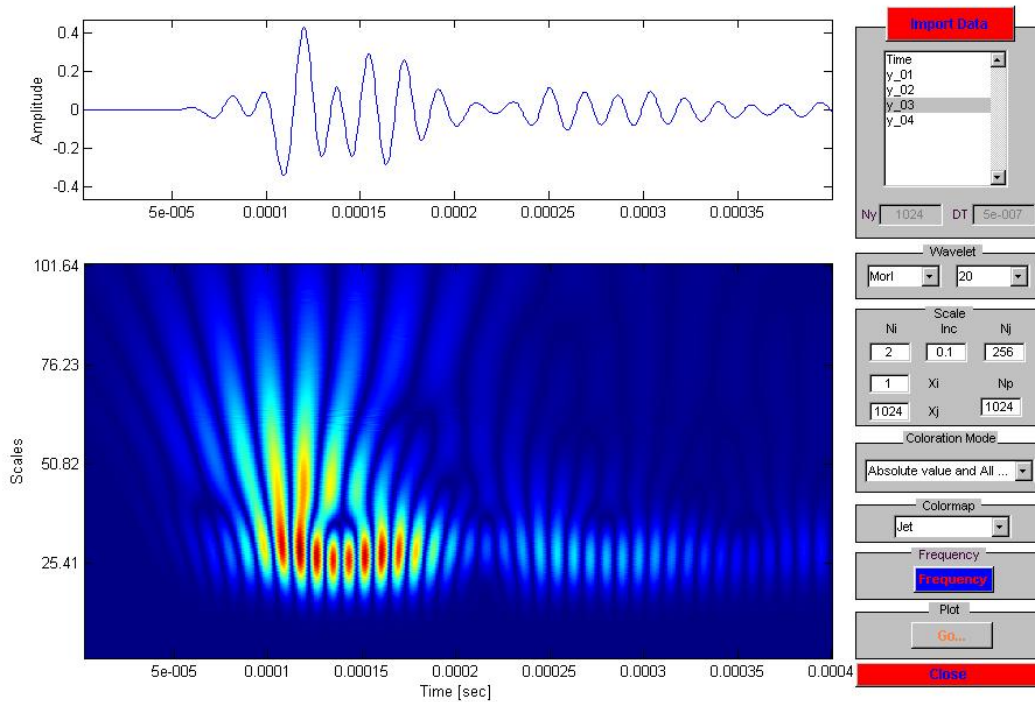 0.4
0.2
0
-0.2
-0.4
Amplitude
5e-005 0.0001 0.00015 0.0002 0.00025 0.0003 0.00035
101.64
76.23
50.82
25.41
Scales
5e-005 0.0001 0.00015 0.0002 0.00025 0.0003 0.00035 0.0004
Time [sec]
Import Data
Time
y_01
y_02
y_03
y_04
Ny 1024 DT 5e-007
Wavelet
Morl 20
Scale
Ni Inc Nj
2 0.1 256
1 Xi Np
1024 Xj 1024
Coloration Mode
Absolute value and All ...
Colormap
Jet
Frequency
Frequency
Plot
Go...
Close